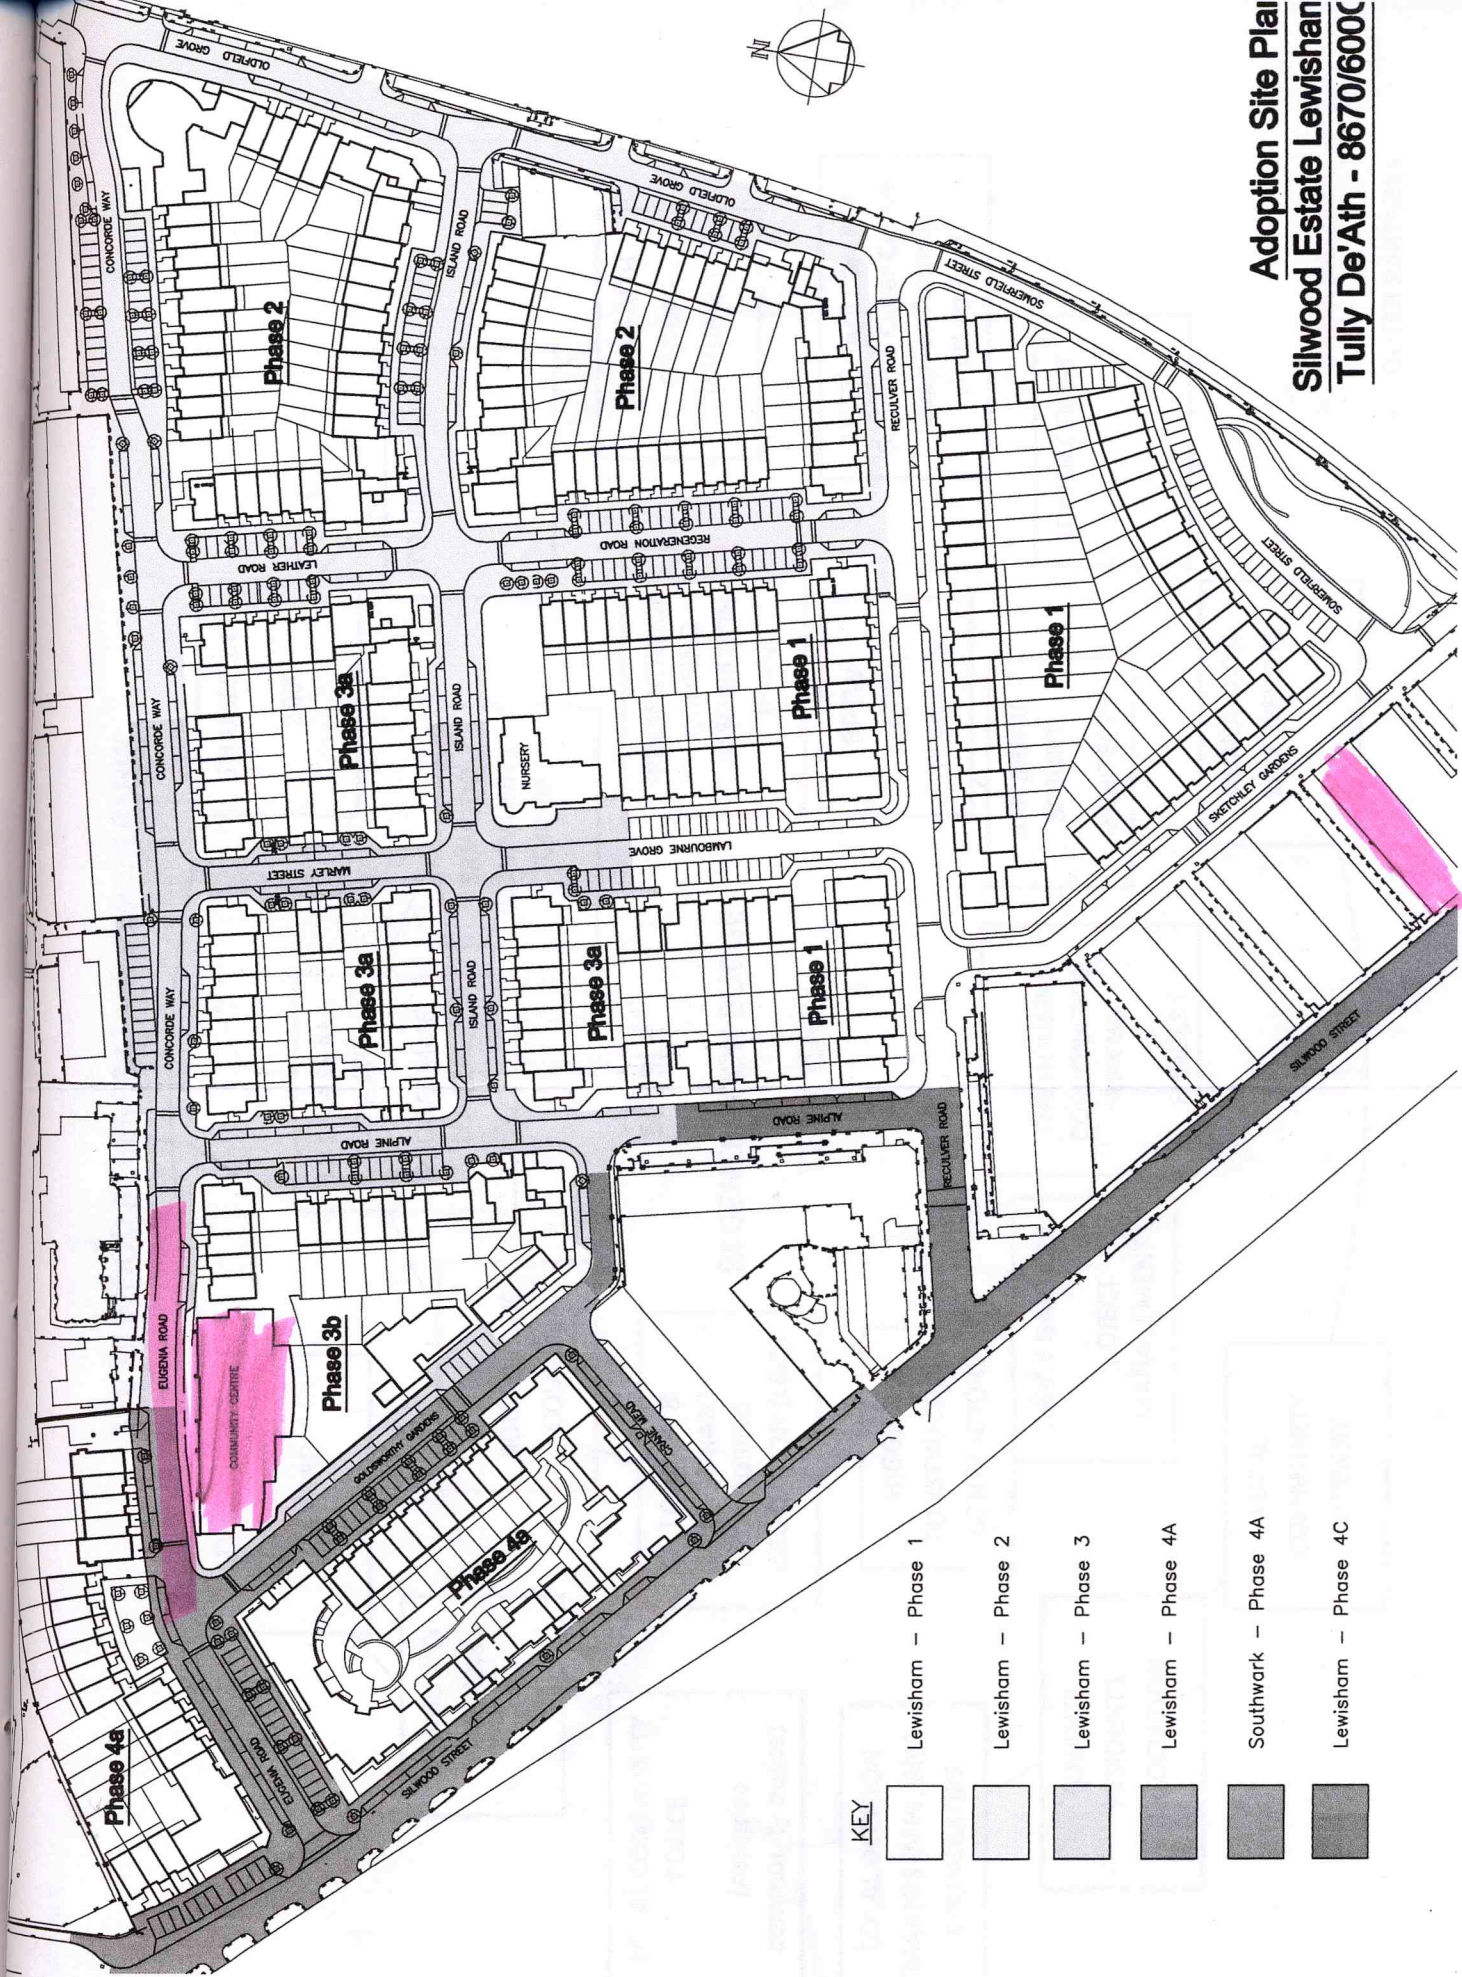 Adoption Site Pla
Silwood Estate Lewisha
Tully De'Ath - 8670/600
N
OLDFIELD GROVE
CONCORDE WAY
ISLAND ROAD
Phase 2
OLDFIELD GROVE
Phase 2
SOMERFIELD STREET
RECULVER ROAD
LEATHER ROAD
REGENERATION ROAD
SOMERFIELD STREET
CONCORDE WAY
Phase 3a
ISLAND ROAD
NURSERY
Phase 1
Phase 1
SKETCHLEY GARDENS
MARLEY STREET
LAMBOURNE GROVE
CONCORDE WAY
Phase 3a
ISLAND ROAD
Phase 3a
Phase 1
SILWOOD STREET
ALPINE ROAD
ALPINE ROAD
RECULVER ROAD
EUGENIA ROAD
COMMUNITY CENTRE
Phase 3b
GOLDSWORTHY GARDENS
CRANE MEAD
Phase 4a
Phase 4a
EUGENIA ROAD
SILWOOD STREET
KEY
Lewisham - Phase 1
Lewisham - Phase 2
Lewisham - Phase 3
Lewisham - Phase 4A
Southwark - Phase 4A
Lewisham - Phase 4C